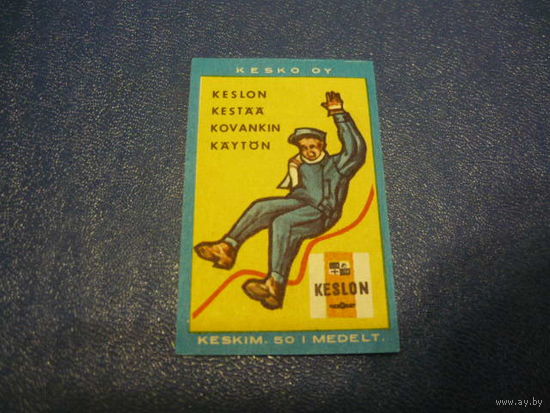 KESKO OY
KESLON
KESTÄÄ
KOVANKIN
KÄYTÖN
KESLON
KESKIM. 50 I MEDELT.
www.ay.by